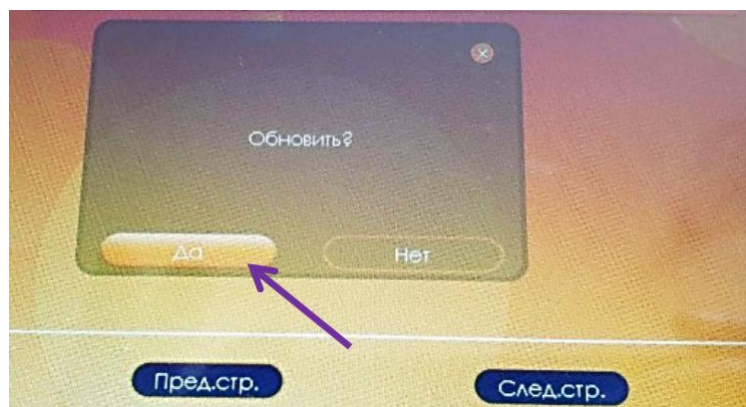 Обновить?
Да
Нет
Пред.стр.
След.стр.